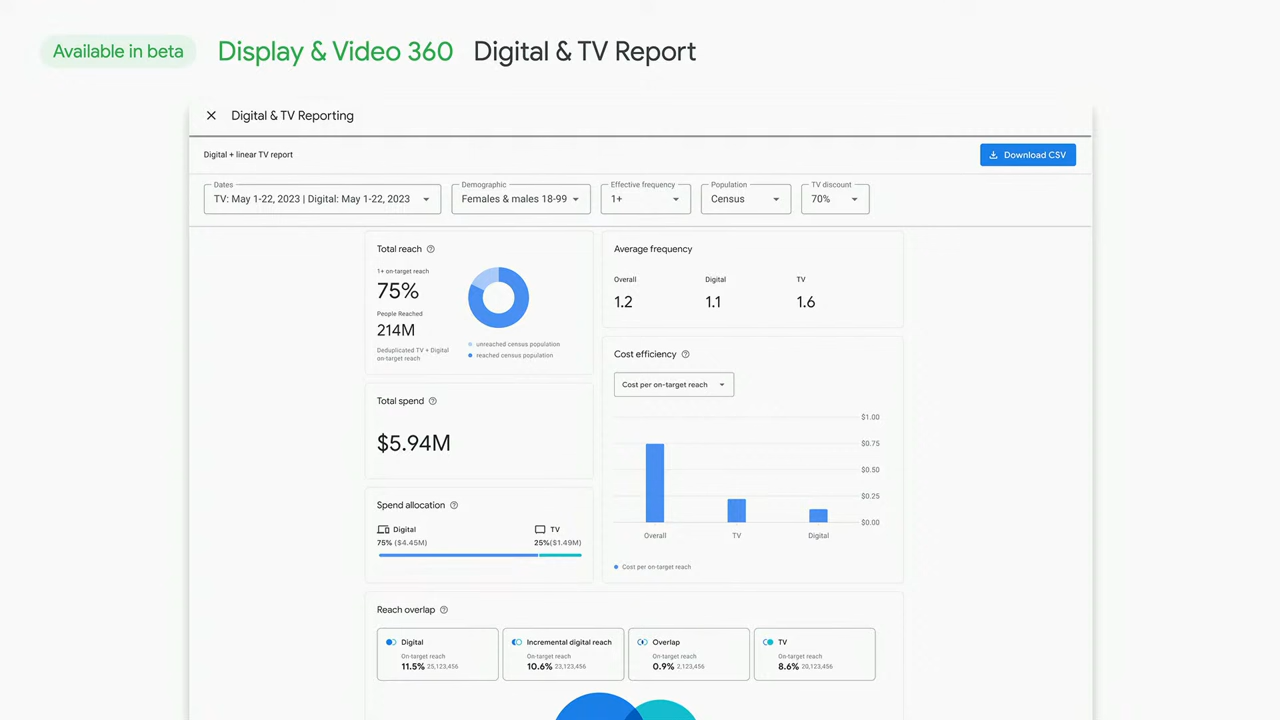 Available in beta Display & Video 360 Digital & TV Report
Digital & TV Reporting
Digital + linear TV report
Download CSV
Dates
TV: May 1-22, 2023 | Digital: May 1-22, 2023
Demographic
Females & males 18-99
Effective frequency
1+
Population
Census
TV discount
70%
Total reach
1+ on-target reach
75%
People Reached
214M
Deduplicated TV + Digital
on-target reach
unreached census population
reached census population
Average frequency
Overall Digital TV
1.2 1.1 1.6
Total spend
$5.94M
Cost efficiency
Cost per on-target reach
$1.00
$0.75
$0.50
$0.25
$0.00
Overall TV Digital
Cost per on-target reach
Spend allocation
Digital TV
75% ($4.45M) 25%($1.49M)
Reach overlap
Digital
On-target reach
11.5% 25,123,456
Incremental digital reach
On-target reach
10.6% 23,123,456
Overlap
On-target reach
0.9% 2,123,456
TV
On-target reach
8.6% 20,123,456